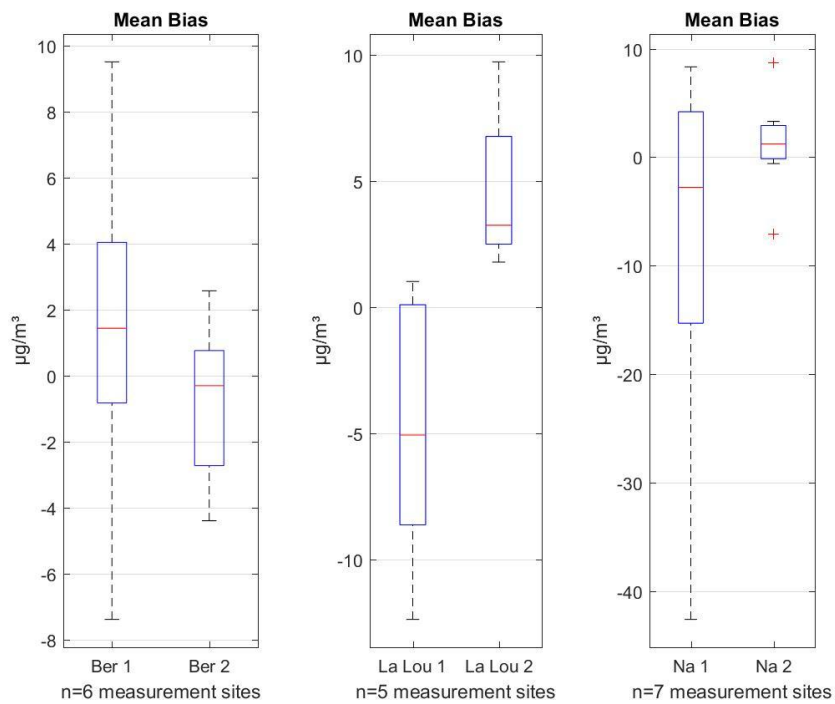 Mean Bias
10
8
6
4
2
0
-2
-4
-6
-8
µg/m³
Ber 1 Ber 2
n=6 measurement sites
Mean Bias
10
5
0
-5
-10
µg/m³
La Lou 1 La Lou 2
n=5 measurement sites
Mean Bias
10
0
-10
-20
-30
-40
µg/m³
Na 1 Na 2
n=7 measurement sites